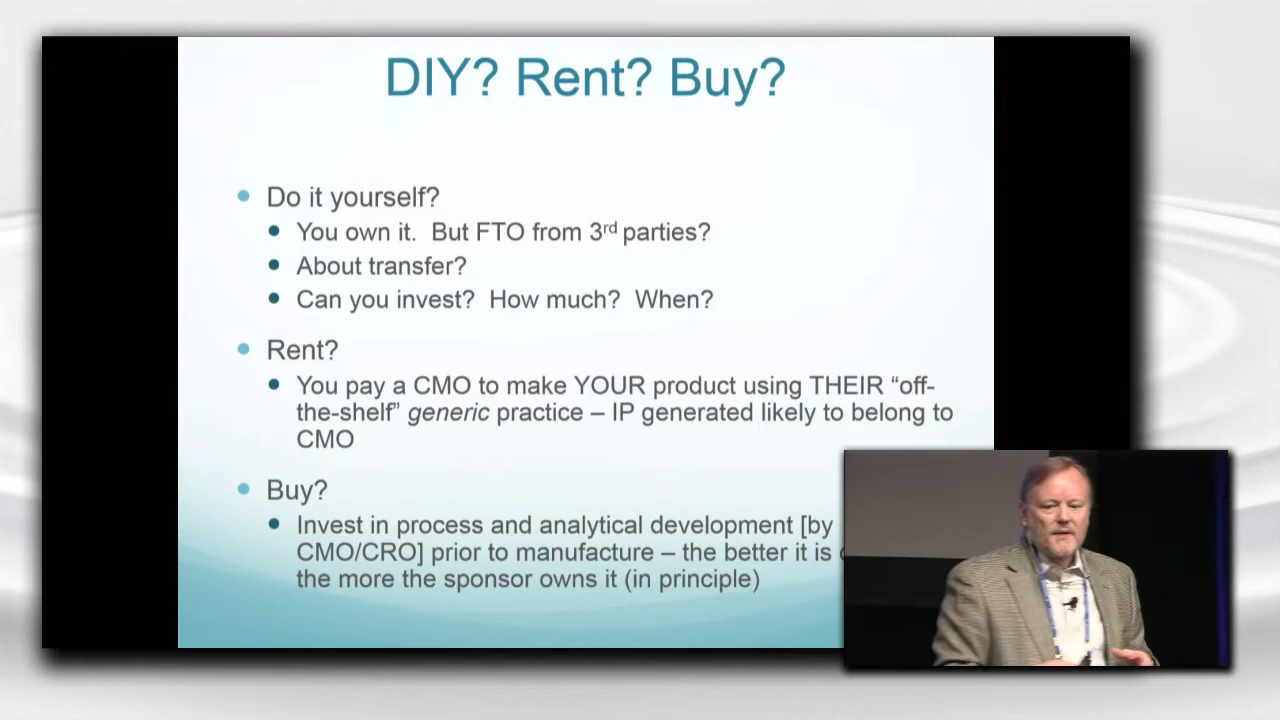 DIY? Rent? Buy?
Do it yourself?
You own it. But FTO from 3rd parties?
About transfer?
Can you invest? How much? When?
Rent?
You pay a CMO to make YOUR product using THEIR “off-
the-shelf” generic practice – IP generated likely to belong to
CMO
Buy?
Invest in process and analytical development [by
CMO/CRO] prior to manufacture – the better it is
the more the sponsor owns it (in principle)